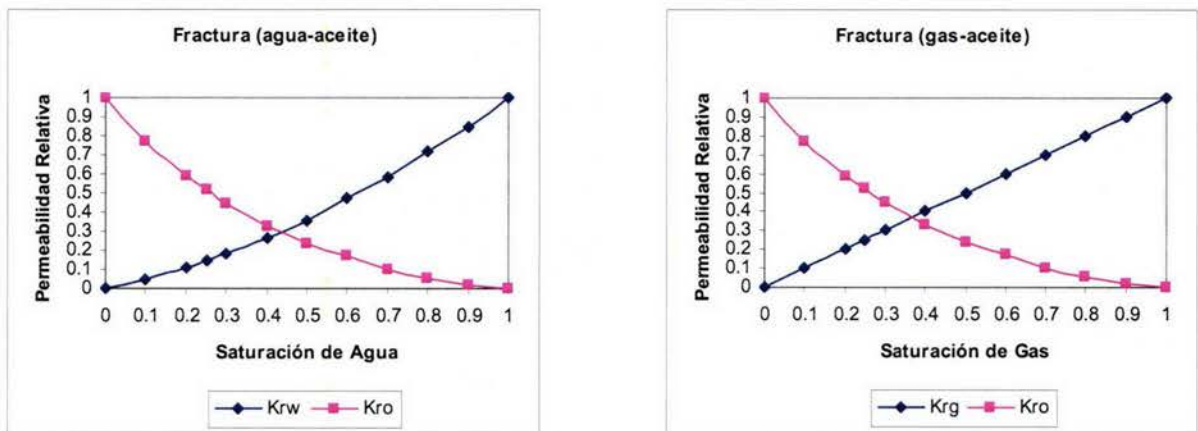 Fractura (agua-aceite)
Permeabilidad Relativa
1
0.9
0.8
0.7
0.6
0.5
0.4
0.3
0.2
0.1
0
0 0.1 0.2 0.3 0.4 0.5 0.6 0.7 0.8 0.9 1
Saturación de Agua
Krw Kro
Fractura (gas-aceite)
Permeabilidad Relativa
1
0.9
0.8
0.7
0.6
0.5
0.4
0.3
0.2
0.1
0
0 0.1 0.2 0.3 0.4 0.5 0.6 0.7 0.8 0.9 1
Saturación de Gas
Krg Kro